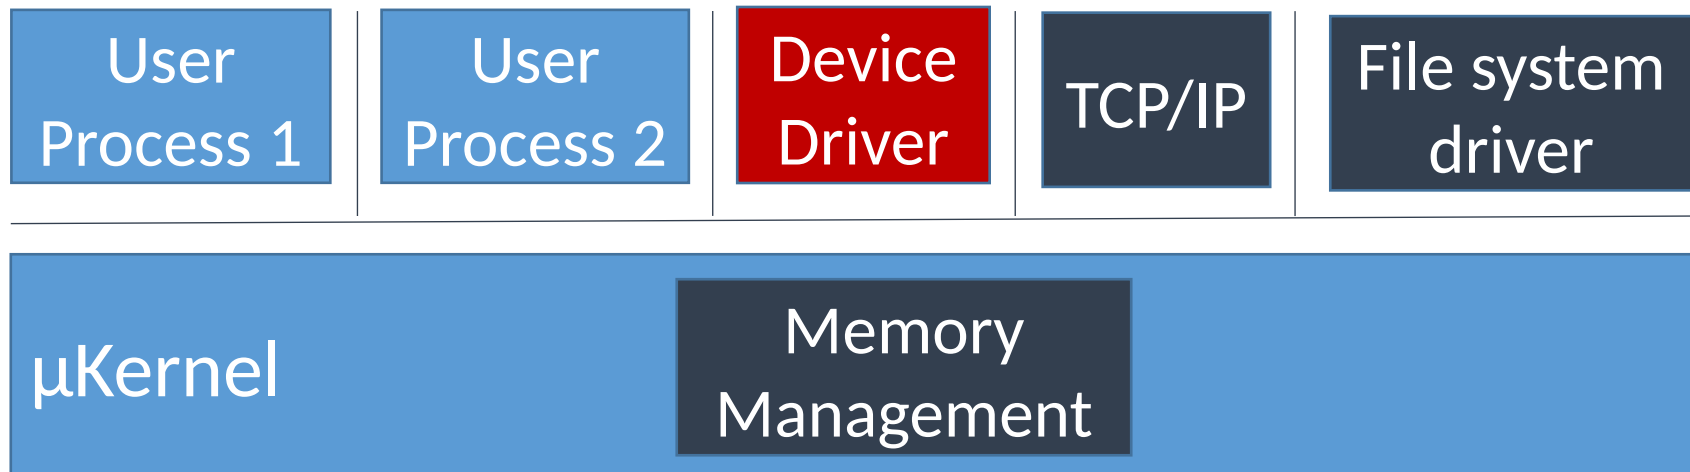 User
Process 1
User
Process 2
Device
Driver
TCP/IP
File system
driver
µKernel
Memory
Management